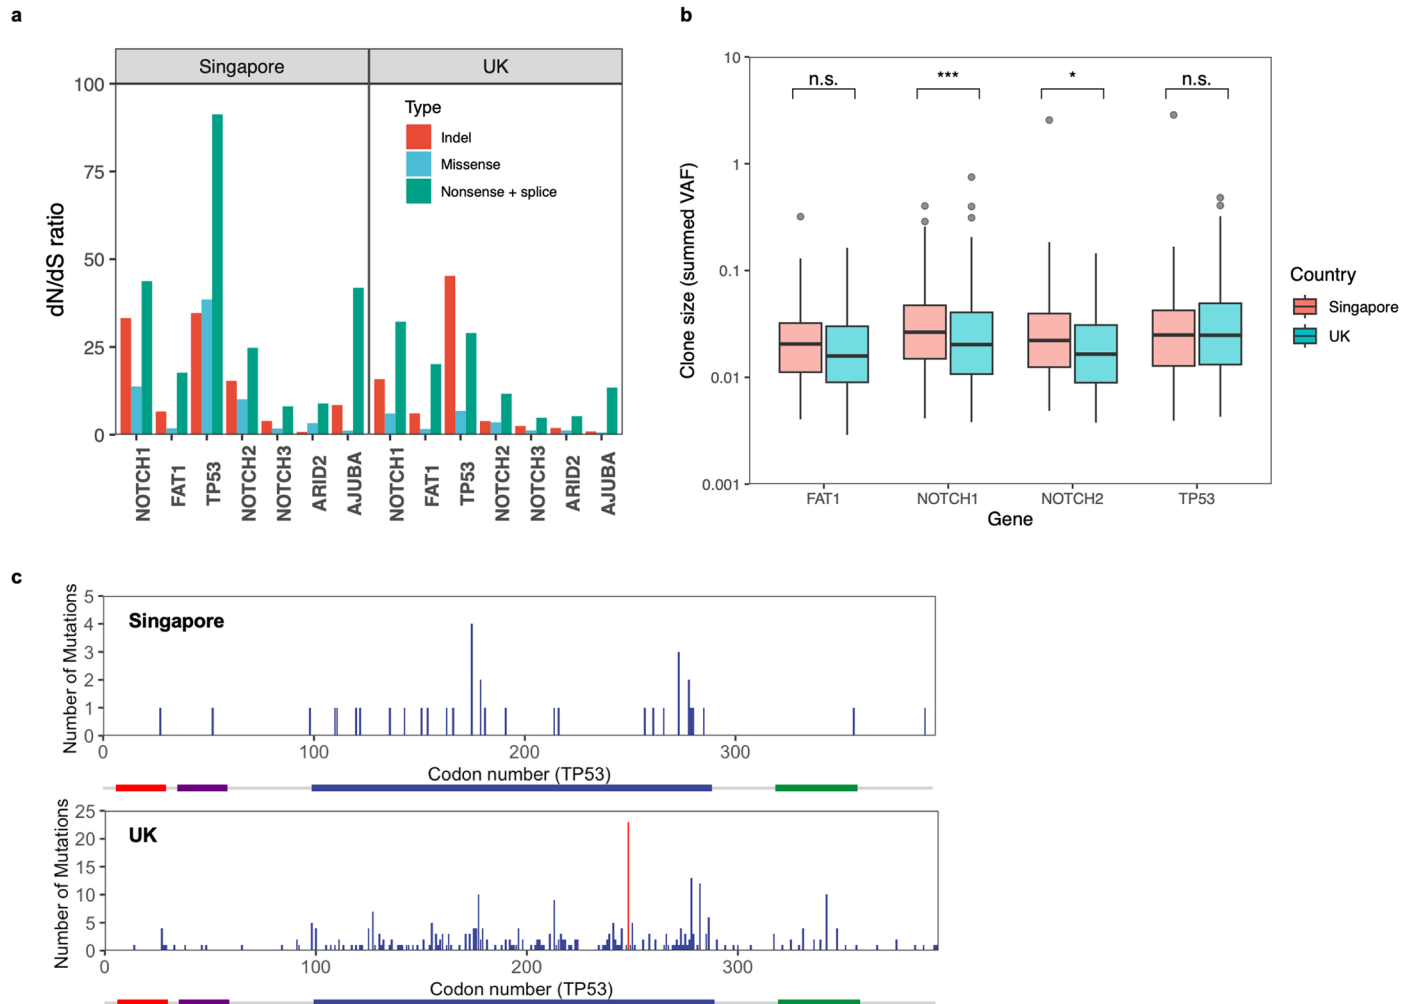 a
Singapore
UK
100
75
50
25
0
dN/dS ratio
Type
Indel
Missense
Nonsense + splice
NOTCH1
FAT1
TP53
NOTCH2
NOTCH3
ARID2
AJUBA
NOTCH1
FAT1
TP53
NOTCH2
NOTCH3
ARID2
AJUBA
b
10
1
0.1
0.01
0.001
Clone size (summed VAF)
n.s.
***
*
n.s.
FAT1
NOTCH1
NOTCH2
TP53
Gene
Country
Singapore
UK
c
Number of Mutations
5
4
3
2
1
0
Singapore
0
100
200
300
Codon number (TP53)
Number of Mutations
25
20
15
10
5
0
UK
0
100
200
300
Codon number (TP53)